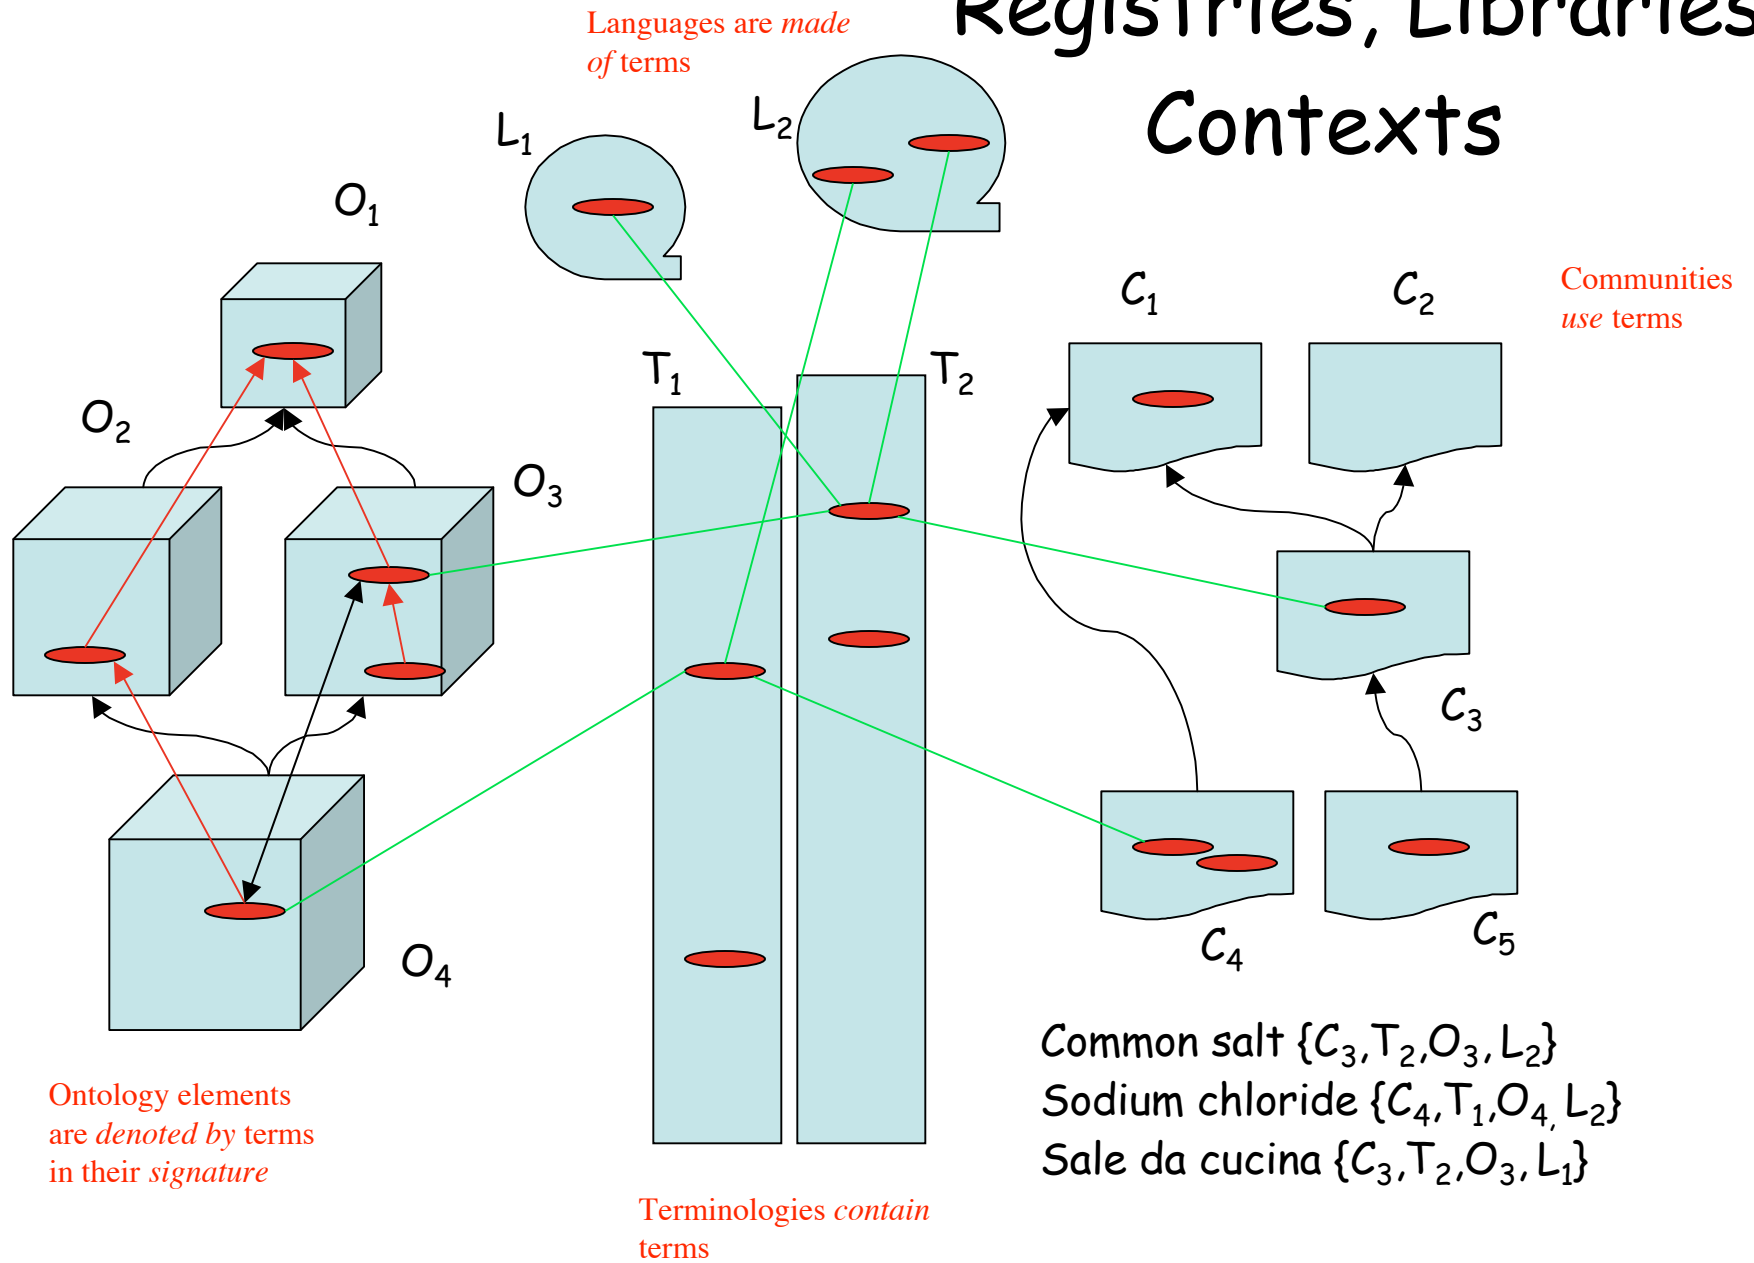 Registries, Libraries
Contexts
Languages are made
of terms
L1
L2
O1
C1
C2
Communities
use terms
T1
T2
O2
O3
C3
C4
C5
O4
Common salt {C3,T2,O3, L2}
Sodium chloride {C4,T1,O4, L2}
Sale da cucina {C3,T2,O3, L1}
Ontology elements
are denoted by terms
in their signature
Terminologies contain
terms